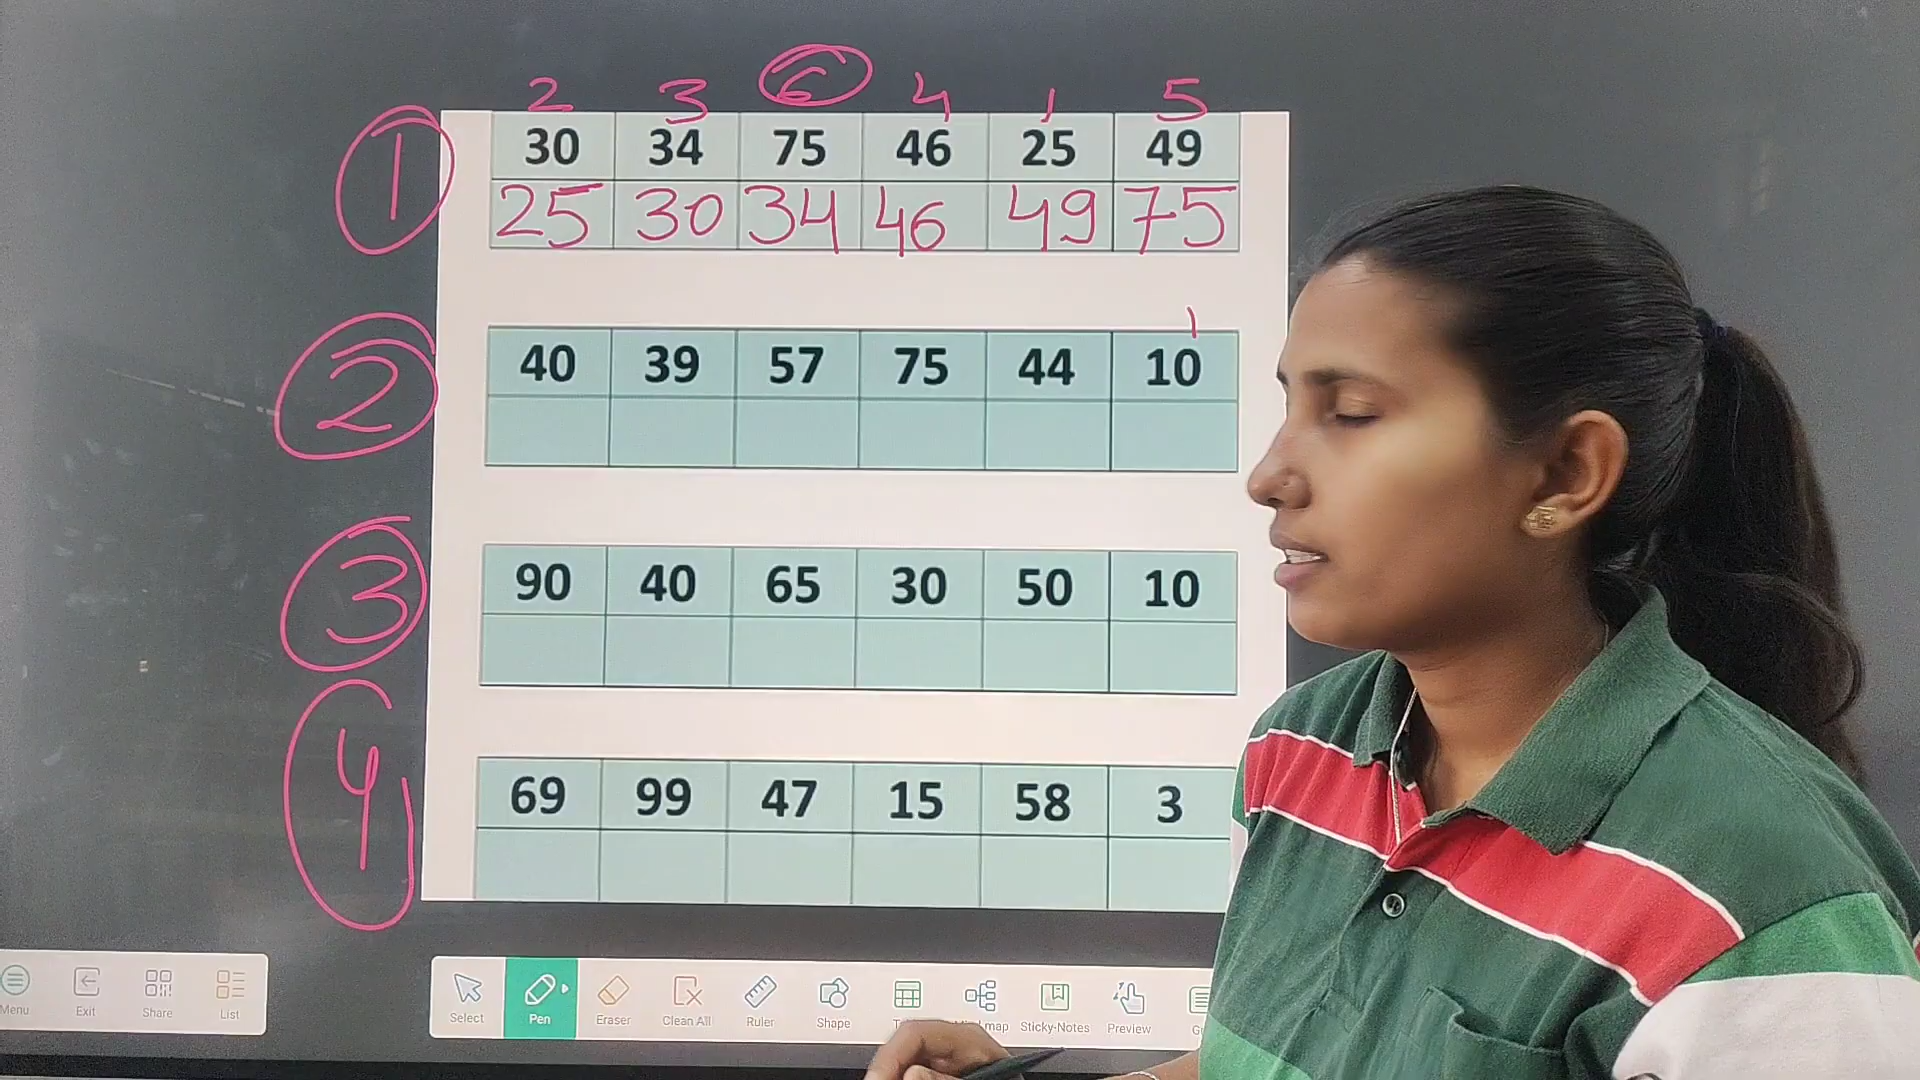 2 3 6 4 1 5
1
30 34 75 46 25 49
25 30 34 46 49 75
1
2
40 39 57 75 44 10
3
90 40 65 30 50 10
4
69 99 47 15 58 3
Menu Exit Share List
Select Pen Eraser Clean All Ruler Shape map Sticky-Notes Preview